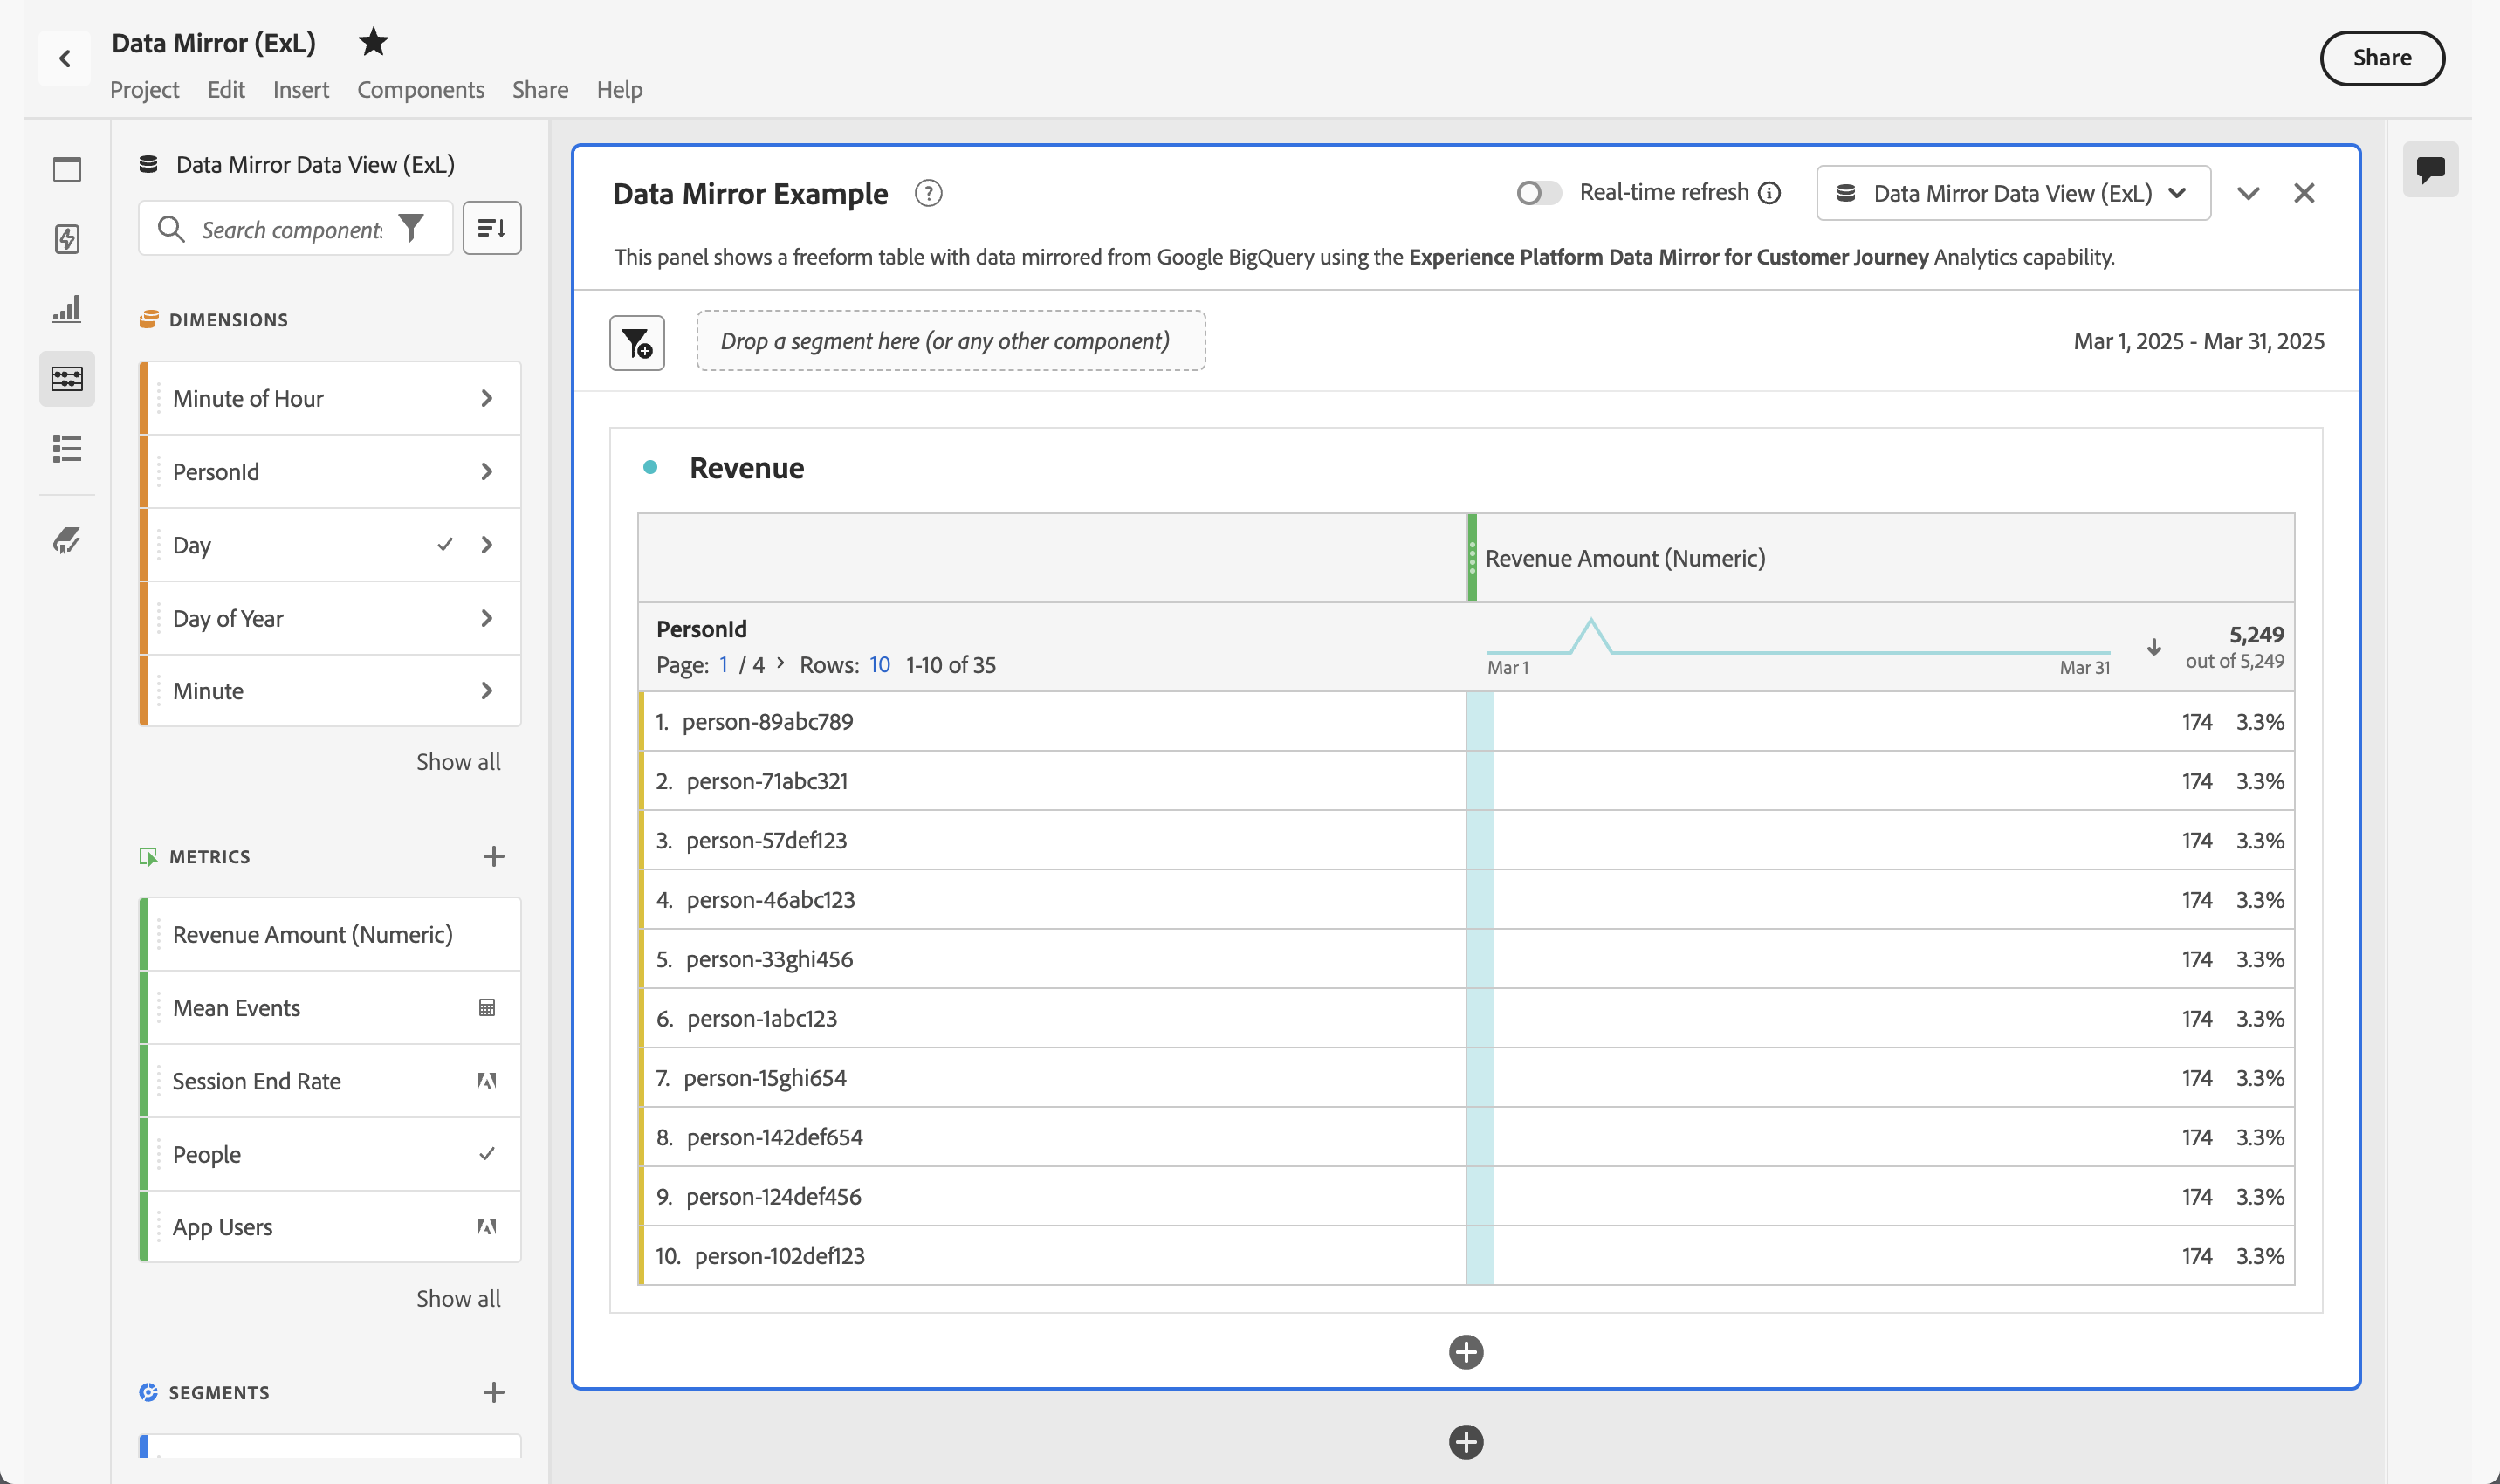 Data Mirror (ExL)
Project Edit Insert Components Share Help
Share
Data Mirror Data View (ExL)
Search component
DIMENSIONS
Minute of Hour
PersonId
Day
Day of Year
Minute
Show all
METRICS
Revenue Amount (Numeric)
Mean Events
Session End Rate
People
App Users
Show all
SEGMENTS
Data Mirror Example
Real-time refresh
Data Mirror Data View (ExL)
This panel shows a freeform table with data mirrored from Google BigQuery using the Experience Platform Data Mirror for Customer Journey Analytics capability.
Drop a segment here (or any other component)
Mar 1, 2025 - Mar 31, 2025
Revenue
Revenue Amount (Numeric)
PersonId
Page: 1 / 4 > Rows: 10 1-10 of 35
Mar 1
Mar 31
5,249
out of 5,249
1. person-89abc789 174 3.3%
2. person-71abc321 174 3.3%
3. person-57def123 174 3.3%
4. person-46abc123 174 3.3%
5. person-33ghi456 174 3.3%
6. person-1abc123 174 3.3%
7. person-15ghi654 174 3.3%
8. person-142def654 174 3.3%
9. person-124def456 174 3.3%
10. person-102def123 174 3.3%